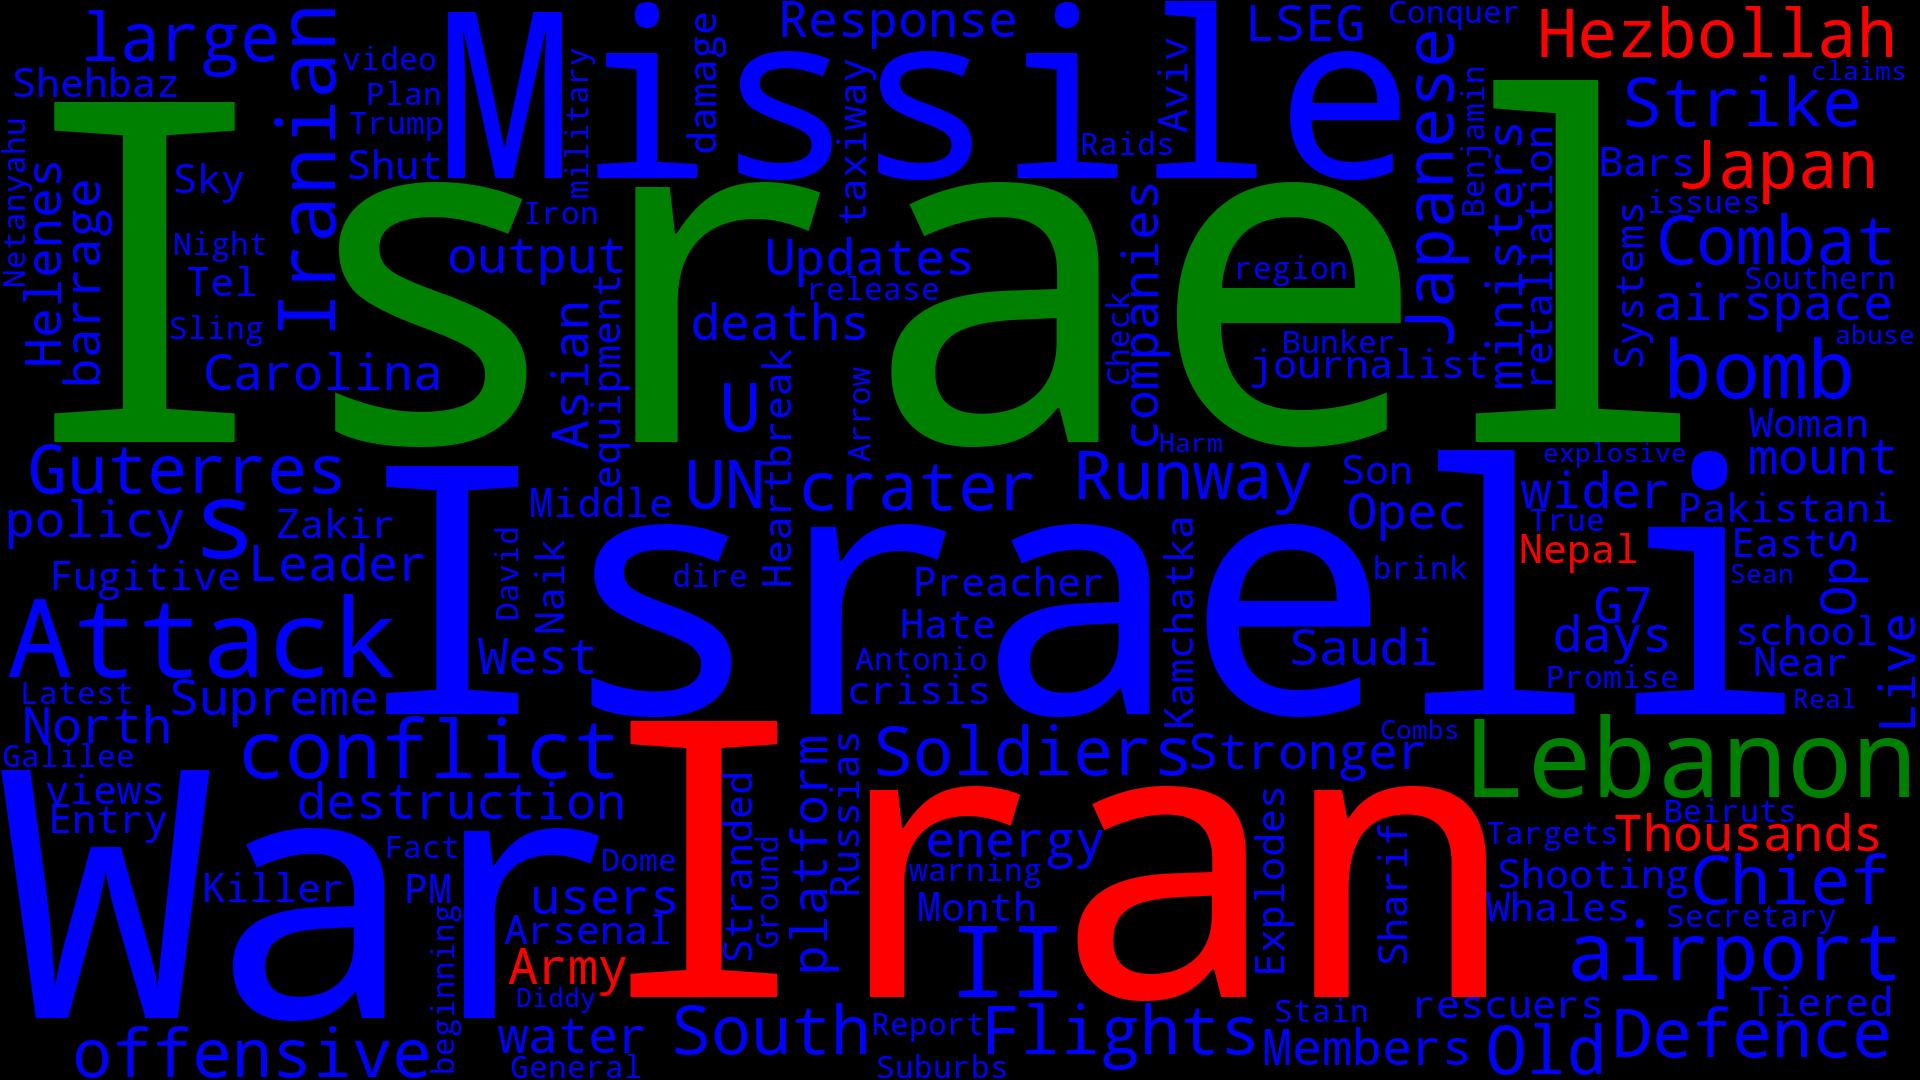 large
Iranian
video
Missile
damage
Response
LSEG
Conquer
Hezbollah
Shehbaz
Plan
military
taxiway
Aviv
Japanese
claims
Trump
Raids
Benjamin
Strike
Netanyahu
Helenes
barrage
Sky
Shut
Iron
companies
ministers
retaliation
Bars
Japan
issues
Israel
Night
Tel
output
Updates
release
region
Systems
Combat
Southern
airspace
Sling
Carolina
Asian
equipment
deaths
U
Heartbreak
Arrow
Check
Bunker
journalist
abuse
bomb
Guterres
policy
s
Zakir
Leader
Fugitive
Middle
UN
crater
Runway
Harm
Son
Opec
explosive
wider
Woman
mount
True
Pakistani
Nepal
East
Ops
Sean
David
Naik
dire
Preacher
Kamchatka
brink
Attack
Israeli
West
Hate
Antonio
crisis
Saudi
G7
days
Promise
school
Near
Real
Live
Latest
Supreme
North
Galilee
conflict
Soldiers
Stronger
Combs
Lebanon
views
Entry
destruction
platform
Russias
Beiruts
War
Iran
Stranded
Ground
energy
warning
Explodes
Sharif
Targets
Thousands
Fact
Dome
Killer
PM
users
Month
Shooting
Chief
Whales
Secretary
beginning
Arsenal
Army
Diddy
II
airport
offensive
water
General
South
Report
Flights
Suburbs
Stain
rescuers
Members
Old
Tiered
Defence